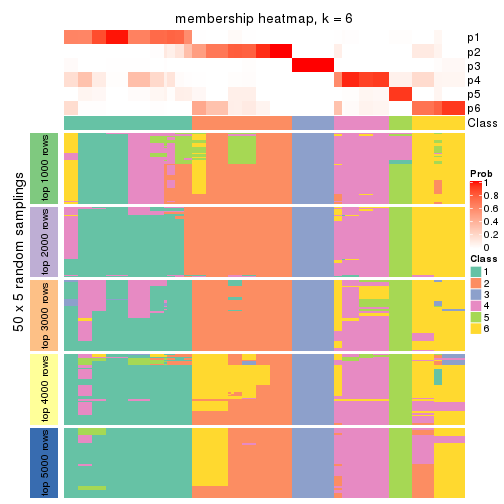 membership heatmap, k = 6
p1
p2
p3
p4
p5
p6
Class
50 x 5 random samplings
top 1000 rows
top 2000 rows
top 3000 rows
top 4000 rows
top 5000 rows
Prob
1
0.8
0.6
0.4
0.2
0
Class
1
2
3
4
5
6